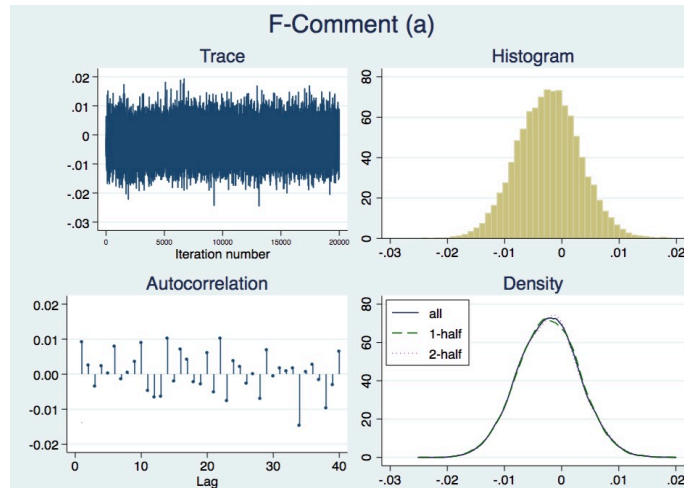 F-Comment (a)
Trace
.02
.01
0
-.01
-.02
-.03
0 5000 10000 15000 20000
Iteration number
Histogram
80
60
40
20
0
-.03 -.02 -.01 0 .01 .02
Autocorrelation
0.02
0.01
0.00
-0.01
-0.02
0 10 20 30 40
Lag
Density
all
1-half
2-half
80
60
40
20
0
-.03 -.02 -.01 0 .01 .02